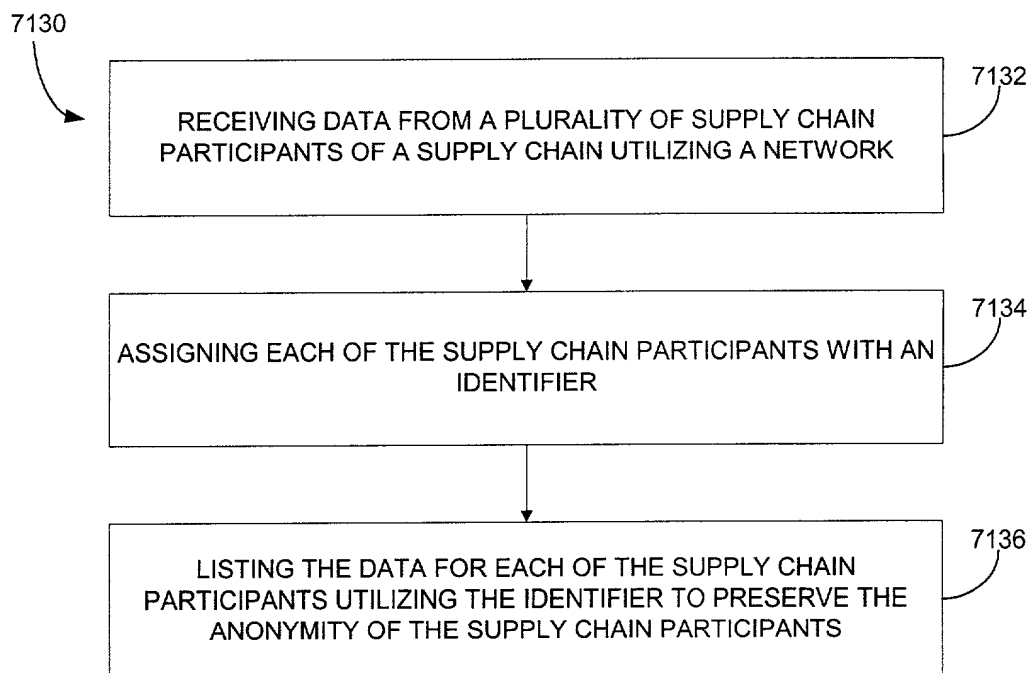 7130
7132
RECEIVING DATA FROM A PLURALITY OF SUPPLY CHAIN
PARTICIPANTS OF A SUPPLY CHAIN UTILIZING A NETWORK
7134
ASSIGNING EACH OF THE SUPPLY CHAIN PARTICIPANTS WITH AN
IDENTIFIER
7136
LISTING THE DATA FOR EACH OF THE SUPPLY CHAIN
PARTICIPANTS UTILIZING THE IDENTIFIER TO PRESERVE THE
ANONYMITY OF THE SUPPLY CHAIN PARTICIPANTS